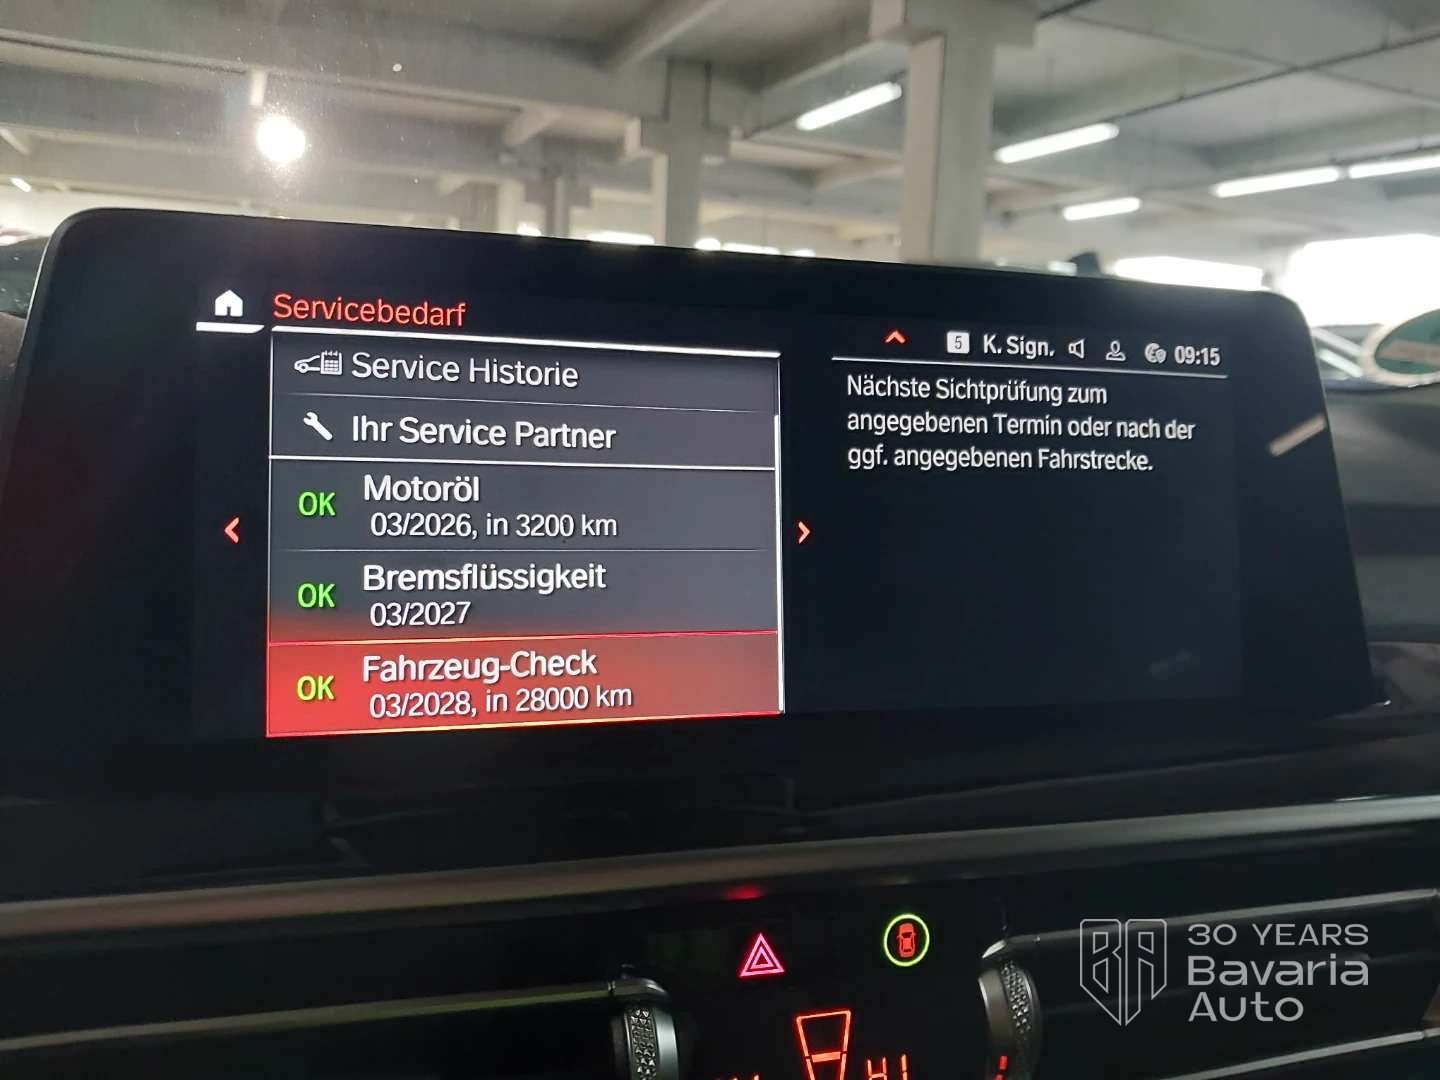 Servicebedarf
5 K. Sign. 09:15
Service Historie
Ihr Service Partner
OK Motoröl
03/2026, in 3200 km
OK Bremsflüssigkeit
03/2027
OK Fahrzeug-Check
03/2028, in 28000 km
Nächste Sichtprüfung zum
angegebenen Termin oder nach der
ggf. angegebenen Fahrstrecke.
BA
30 YEARS
Bavaria
Auto